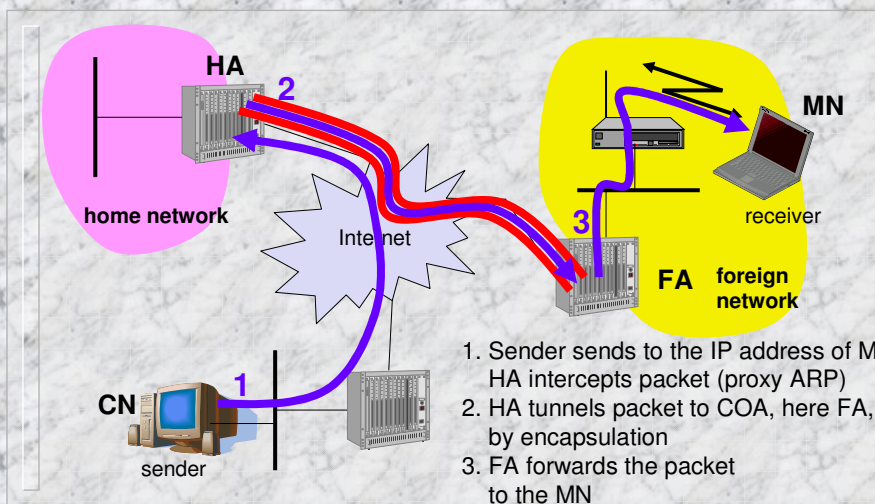 HA
2
MN
home network
Internet
3
receiver
FA
foreign
network
CN
1
sender
1. Sender sends to the IP address of
HA intercepts packet (proxy ARP)
2. HA tunnels packet to COA, here FA,
by encapsulation
3. FA forwards the packet
to the MN